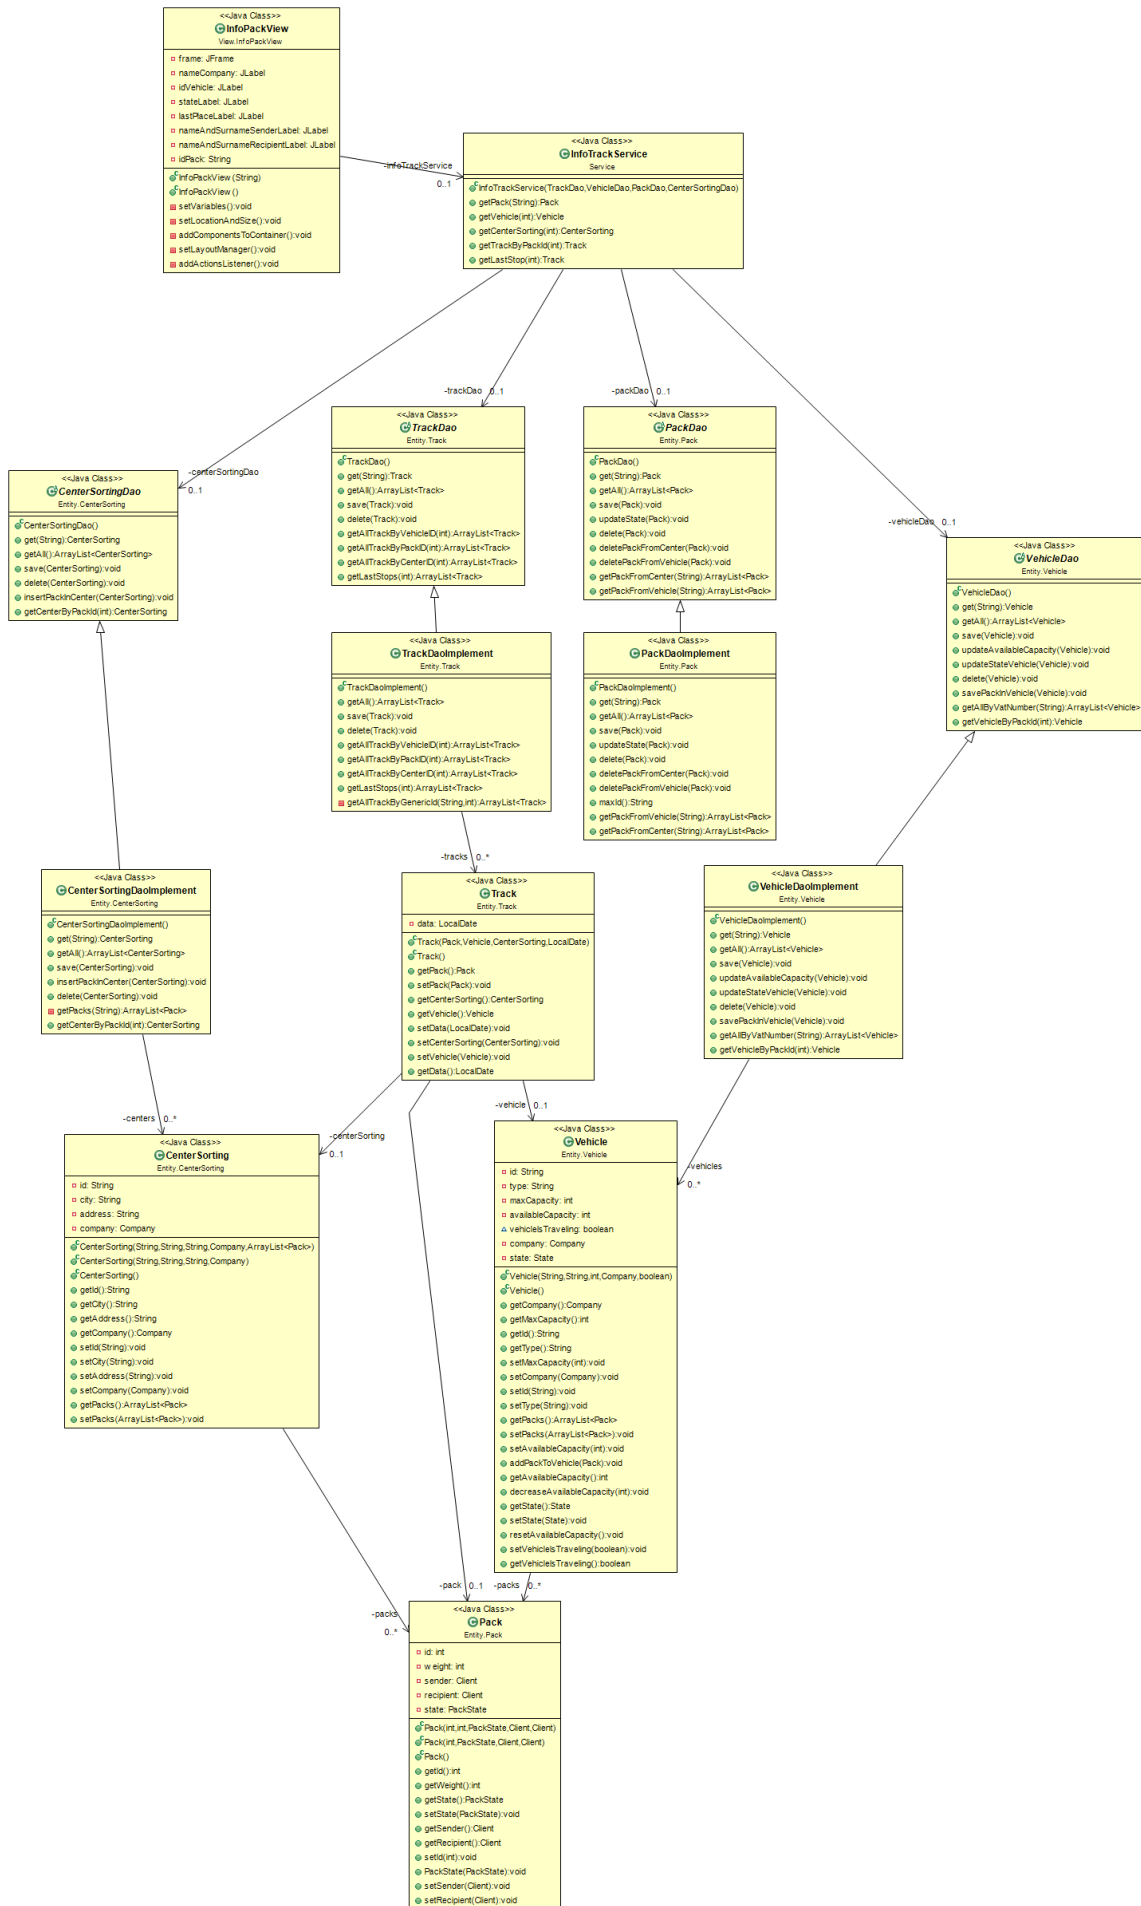 <<Java Class>>
InfoPackView
View.InfoPackView
frame: JFrame
nameCompany: JLabel
idVehicle: JLabel
stateLabel: JLabel
lastPlaceLabel: JLabel
nameAndSurnameSenderLabel: JLabel
nameAndSurnameRecipientLabel: JLabel
idPack: String
InfoPackView(String)
InfoPackView()
setVariables():void
setLocationAndSize():void
addComponentsToContainer():void
setLayoutManager():void
addActionsListener():void
-infoTrackService
0..1
<<Java Class>>
InfoTrackService
Service
InfoTrackService(TrackDao,VehicleDao,PackDao,CenterSortingDao)
getPack(String):Pack
getVehicle(int):Vehicle
getCenterSorting(int):CenterSorting
getTrackByPackId(int):Track
getLastStop(int):Track
-centerSortingDao
0..1
-trackDao 0..1
-packDao 0..1
-vehicleDao 0..1
<<Java Class>>
CenterSortingDao
Entity.CenterSorting
CenterSortingDao()
get(String):CenterSorting
getAll():ArrayList<CenterSorting>
save(CenterSorting):void
delete(CenterSorting):void
insertPackInCenter(CenterSorting):void
getCenterByPackId(int):CenterSorting
<<Java Class>>
TrackDao
Entity.Track
TrackDao()
get(String):Track
getAll():ArrayList<Track>
save(Track):void
delete(Track):void
getAllTrackByVehicleID(int):ArrayList<Track>
getAllTrackByPackID(int):ArrayList<Track>
getAllTrackByCenterID(int):ArrayList<Track>
getLastStops(int):ArrayList<Track>
<<Java Class>>
PackDao
Entity.Pack
PackDao()
get(String):Pack
getAll():ArrayList<Pack>
save(Pack):void
updateState(Pack):void
delete(Pack):void
deletePackFromCenter(Pack):void
deletePackFromVehicle(Pack):void
getPackFromCenter(String):ArrayList<Pack>
getPackFromVehicle(String):ArrayList<Pack>
<<Java Class>>
VehicleDao
Entity.Vehicle
VehicleDao()
get(String):Vehicle
getAll():ArrayList<Vehicle>
save(Vehicle):void
updateAvailableCapacity(Vehicle):void
updateStateVehicle(Vehicle):void
delete(Vehicle):void
savePackInVehicle(Vehicle):void
getAllByVatNumber(String):ArrayList<Vehicle>
getVehicleByPackId(int):Vehicle
<<Java Class>>
TrackDaoImplement
Entity.Track
TrackDaoImplement()
getAll():ArrayList<Track>
save(Track):void
delete(Track):void
getAllTrackByVehicleID(int):ArrayList<Track>
getAllTrackByPackID(int):ArrayList<Track>
getAllTrackByCenterID(int):ArrayList<Track>
getLastStops(int):ArrayList<Track>
getAllTrackByGenericId(String,int):ArrayList<Track>
<<Java Class>>
PackDaoImplement
Entity.Pack
PackDaoImplement()
get(String):Pack
getAll():ArrayList<Pack>
save(Pack):void
updateState(Pack):void
delete(Pack):void
deletePackFromCenter(Pack):void
deletePackFromVehicle(Pack):void
maxId():String
getPackFromVehicle(String):ArrayList<Pack>
getPackFromCenter(String):ArrayList<Pack>
<<Java Class>>
CenterSortingDaoImplement
Entity.CenterSorting
CenterSortingDaoImplement()
get(String):CenterSorting
getAll():ArrayList<CenterSorting>
save(CenterSorting):void
insertPackInCenter(CenterSorting):void
delete(CenterSorting):void
getPacks(String):ArrayList<Pack>
getCenterByPackId(int):CenterSorting
-tracks 0..*
<<Java Class>>
Track
Entity.Track
data: LocalDate
Track(Pack,Vehicle,CenterSorting,LocalDate)
Track()
getPack():Pack
setPack(Pack):void
getCenterSorting():CenterSorting
getVehicle():Vehicle
setData(LocalDate):void
setCenterSorting(CenterSorting):void
setVehicle(Vehicle):void
getData():LocalDate
<<Java Class>>
VehicleDaoImplement
Entity.Vehicle
VehicleDaoImplement()
get(String):Vehicle
getAll():ArrayList<Vehicle>
save(Vehicle):void
updateAvailableCapacity(Vehicle):void
updateStateVehicle(Vehicle):void
delete(Vehicle):void
savePackInVehicle(Vehicle):void
getAllByVatNumber(String):ArrayList<Vehicle>
getVehicleByPackId(int):Vehicle
-centers 0..*
-centerSorting
0..1
-vehicle 0..1
-vehicles
0..*
<<Java Class>>
CenterSorting
Entity.CenterSorting
id: String
city: String
address: String
company: Company
CenterSorting(String,String,String,Company,ArrayList<Pack>)
CenterSorting(String,String,String,Company)
CenterSorting()
getId():String
getCity():String
getAddress():String
getCompany():Company
setId(String):void
setCity(String):void
setAddress(String):void
setCompany(Company):void
getPacks():ArrayList<Pack>
setPacks(ArrayList<Pack>):void
<<Java Class>>
Vehicle
Entity.Vehicle
id: String
type: String
maxCapacity: int
availableCapacity: int
vehicleIsTraveling: boolean
company: Company
state: State
Vehicle(String,String,int,Company,boolean)
Vehicle()
getCompany():Company
getMaxCapacity():int
getId():String
getType():String
setMaxCapacity(int):void
setCompany(Company):void
setId(String):void
setType(String):void
getPacks():ArrayList<Pack>
setPacks(ArrayList<Pack>):void
setAvailableCapacity(int):void
addPackToVehicle(Pack):void
getAvailableCapacity():int
decreaseAvailableCapacity(int):void
getState():State
setState(State):void
resetAvailableCapacity():void
setVehicleIsTraveling(boolean):void
getVehicleIsTraveling():boolean
-packs
0..*
-pack 0..1
-packs 0..*
<<Java Class>>
Pack
Entity.Pack
id: int
weight: int
sender: Client
recipient: Client
state: PackState
Pack(int,int,PackState,Client,Client)
Pack(int,PackState,Client,Client)
Pack()
getId():int
getWeight():int
getState():PackState
setState(PackState):void
getSender():Client
getRecipient():Client
setId(int):void
PackState(PackState):void
setSender(Client):void
setRecipient(Client):void